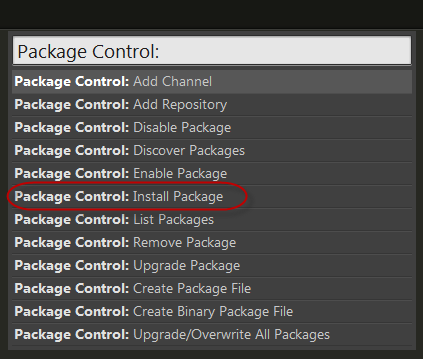 Package Control:
Package Control: Add Channel
Package Control: Add Repository
Package Control: Disable Package
Package Control: Discover Packages
Package Control: Enable Package
Package Control: Install Package
Package Control: List Packages
Package Control: Remove Package
Package Control: Upgrade Package
Package Control: Create Package File
Package Control: Create Binary Package File
Package Control: Upgrade/Overwrite All Packages